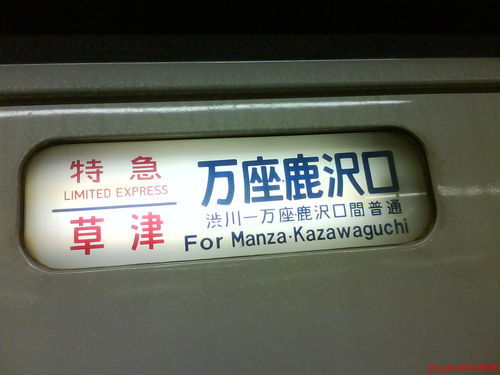 特急
LIMITED EXPRESS
草津
万座鹿沢口
渋川ー万座・鹿沢口間普通
For Manza・Kazawaguchi